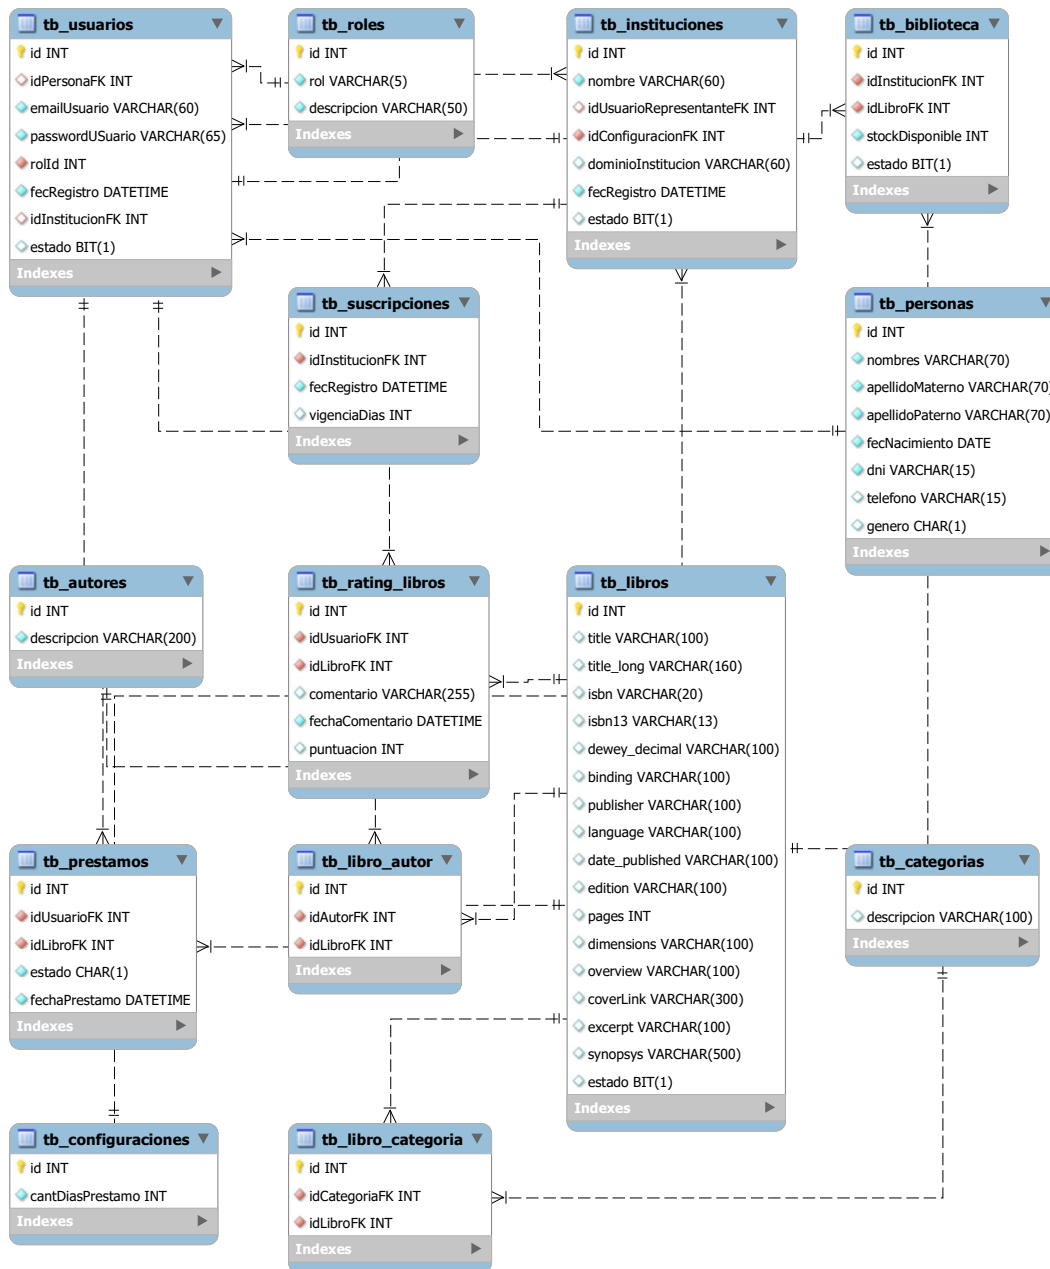 tb_usuarios
id INT
idPersonaFK INT
emailUsuario VARCHAR(60)
passwordUSuario VARCHAR(65)
rolId INT
fecRegistro DATETIME
idInstitucionFK INT
estado BIT(1)
Indexes
tb_roles
id INT
rol VARCHAR(5)
descripcion VARCHAR(50)
Indexes
tb_instituciones
id INT
nombre VARCHAR(60)
idUsuarioRepresentanteFK INT
idConfiguracionFK INT
dominioInstitucion VARCHAR(60)
fecRegistro DATETIME
estado BIT(1)
Indexes
tb_biblioteca
id INT
idInstitucionFK INT
idLibroFK INT
stockDisponible INT
estado BIT(1)
Indexes
tb_suscripciones
id INT
idInstitucionFK INT
fecRegistro DATETIME
vigenciaDias INT
Indexes
tb_personas
id INT
nombres VARCHAR(70)
apellidoMaterno VARCHAR(70)
apellidoPaterno VARCHAR(70)
fecNacimiento DATE
dni VARCHAR(15)
telefono VARCHAR(15)
genero CHAR(1)
Indexes
tb_autores
id INT
descripcion VARCHAR(200)
Indexes
tb_rating_libros
id INT
idUsuarioFK INT
idLibroFK INT
comentario VARCHAR(255)
fechaComentario DATETIME
puntuacion INT
Indexes
tb_libros
id INT
title VARCHAR(100)
title_long VARCHAR(160)
isbn VARCHAR(20)
isbn13 VARCHAR(13)
dewey_decimal VARCHAR(100)
binding VARCHAR(100)
publisher VARCHAR(100)
language VARCHAR(100)
date_published VARCHAR(100)
edition VARCHAR(100)
pages INT
dimensions VARCHAR(100)
overview VARCHAR(100)
coverLink VARCHAR(300)
excerpt VARCHAR(100)
synopsys VARCHAR(500)
estado BIT(1)
Indexes
tb_prestamos
id INT
idUsuarioFK INT
idLibroFK INT
estado CHAR(1)
fechaPrestamo DATETIME
Indexes
tb_libro_autor
id INT
idAutorFK INT
idLibroFK INT
Indexes
tb_categorias
id INT
descripcion VARCHAR(100)
Indexes
tb_configuraciones
id INT
cantDiasPrestamo INT
Indexes
tb_libro_categoria
id INT
idCategoriaFK INT
idLibroFK INT
Indexes